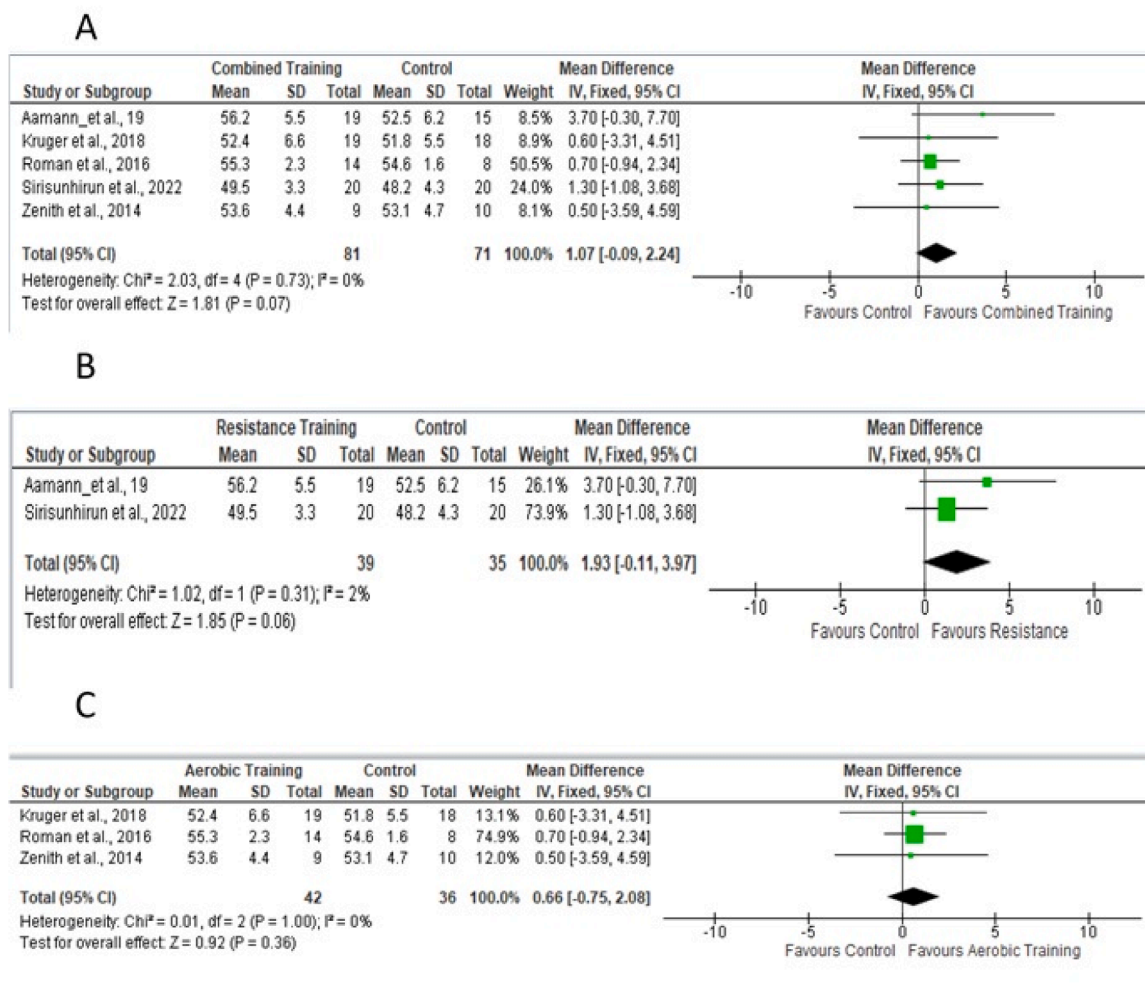 A
Combined Training Control Mean Difference Mean Difference
Study or Subgroup Mean SD Total Mean SD Total Weight IV, Fixed, 95% CI IV, Fixed, 95% CI
Aamann_et al., 19 56.2 5.5 19 52.5 6.2 15 8.5% 3.70 [-0.30, 7.70]
Kruger et al., 2018 52.4 6.6 19 51.8 5.5 18 8.9% 0.60 [-3.31, 4.51]
Roman et al., 2016 55.3 2.3 14 54.6 1.6 8 50.5% 0.70 [-0.94, 2.34]
Sirisunhirun et al., 2022 49.5 3.3 20 48.2 4.3 20 24.0% 1.30 [-1.08, 3.68]
Zenith et al., 2014 53.6 4.4 9 53.1 4.7 10 8.1% 0.50 [-3.59, 4.59]
Total (95% CI) 81 71 100.0% 1.07 [-0.09, 2.24]
Heterogeneity: Chi² = 2.03, df = 4 (P = 0.73); I² = 0%
Test for overall effect: Z = 1.81 (P = 0.07)
-10 -5 0 5 10
Favours Control Favours Combined Training
B
Resistance Training Control Mean Difference Mean Difference
Study or Subgroup Mean SD Total Mean SD Total Weight IV, Fixed, 95% CI IV, Fixed, 95% CI
Aamann_et al., 19 56.2 5.5 19 52.5 6.2 15 26.1% 3.70 [-0.30, 7.70]
Sirisunhirun et al., 2022 49.5 3.3 20 48.2 4.3 20 73.9% 1.30 [-1.08, 3.68]
Total (95% CI) 39 35 100.0% 1.93 [-0.11, 3.97]
Heterogeneity: Chi² = 1.02, df = 1 (P = 0.31); I² = 2%
Test for overall effect: Z = 1.85 (P = 0.06)
-10 -5 0 5 10
Favours Control Favours Resistance
C
Aerobic Training Control Mean Difference Mean Difference
Study or Subgroup Mean SD Total Mean SD Total Weight IV, Fixed, 95% CI IV, Fixed, 95% CI
Kruger et al., 2018 52.4 6.6 19 51.8 5.5 18 13.1% 0.60 [-3.31, 4.51]
Roman et al., 2016 55.3 2.3 14 54.6 1.6 8 74.9% 0.70 [-0.94, 2.34]
Zenith et al., 2014 53.6 4.4 9 53.1 4.7 10 12.0% 0.50 [-3.59, 4.59]
Total (95% CI) 42 36 100.0% 0.66 [-0.75, 2.08]
Heterogeneity: Chi² = 0.01, df = 2 (P = 1.00); I² = 0%
Test for overall effect: Z = 0.92 (P = 0.36)
-10 -5 0 5 10
Favours Control Favours Aerobic Training